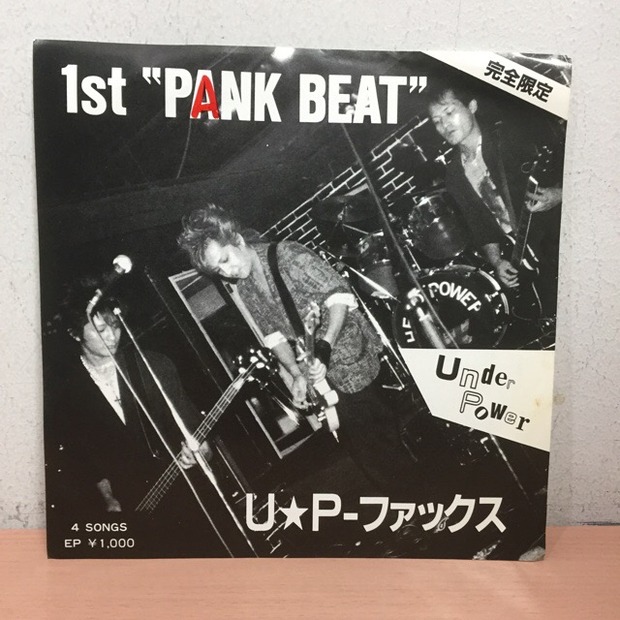 1st "PANK BEAT"
完全限定
POWER
Under
Power
U★P-ファックス
4 SONGS
EP ¥1,000